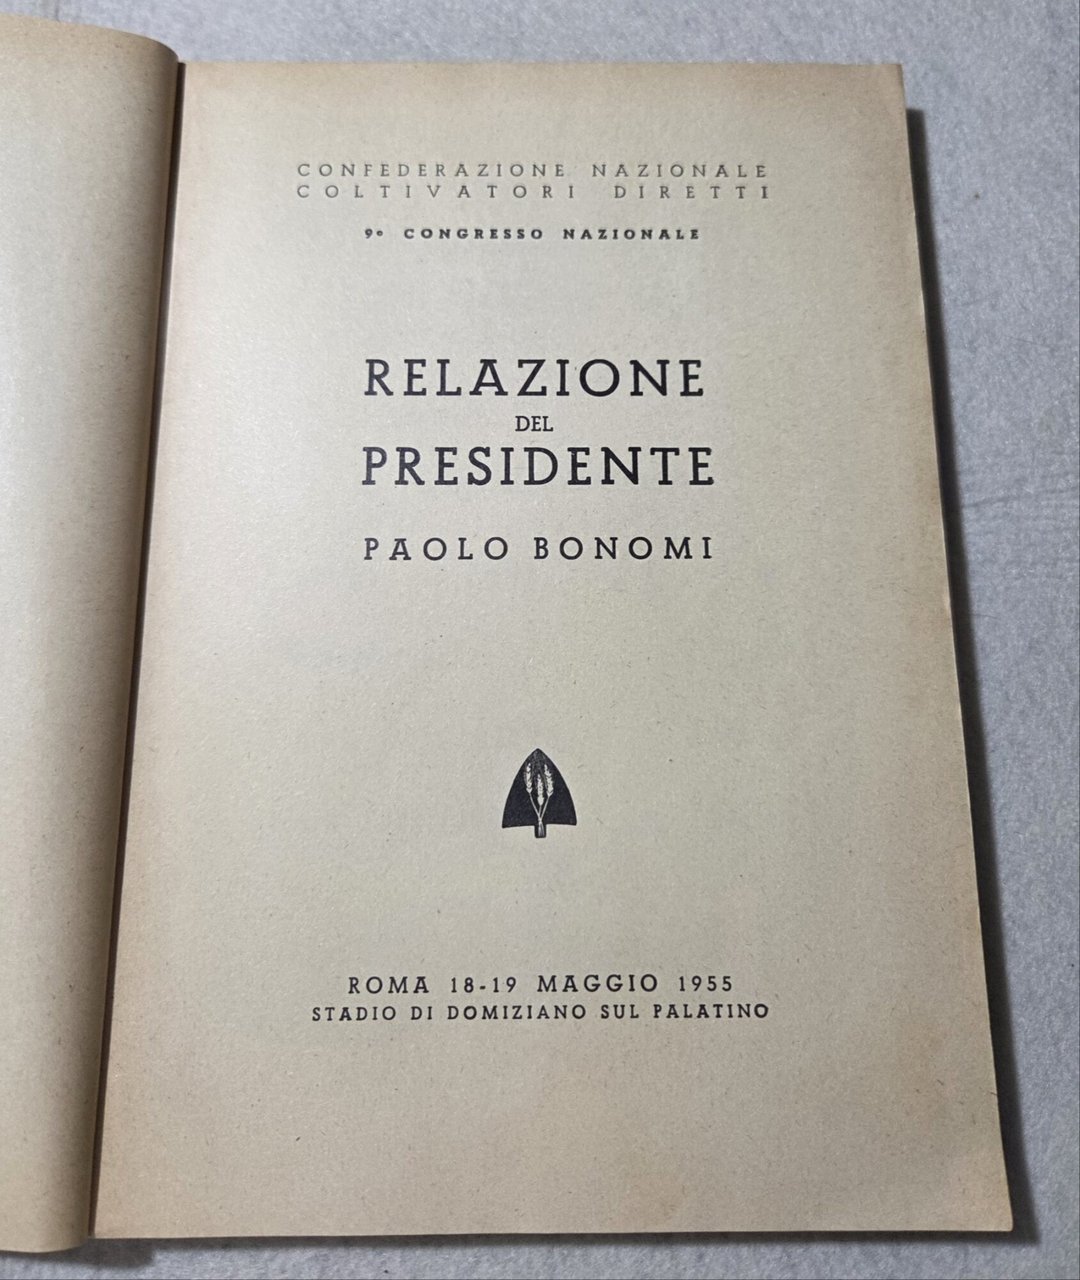 CONFEDERAZIONE NAZIONALE
COLTIVATORI DIRETTI
9º CONGRESSO NAZIONALE
RELAZIONE
DEL
PRESIDENTE
PAOLO BONOMI
ROMA 18-19 MAGGIO 1955
STADIO DI DOMIZIANO SUL PALATINO